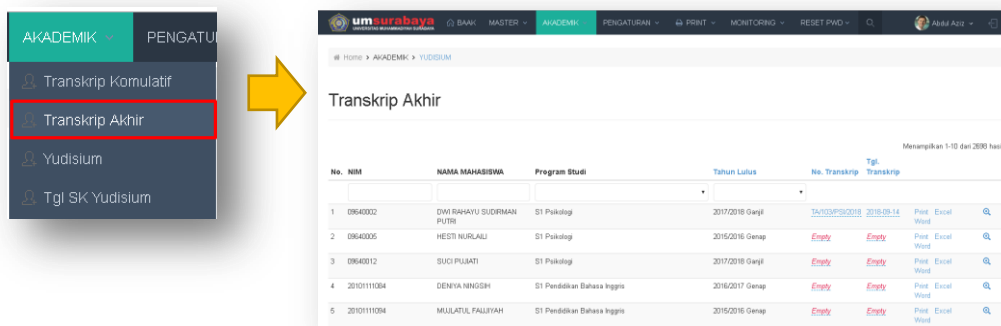 AKADEMIK PENGATU
Transkrip Komulatif
Transkrip Akhir
Yudisium
Tgl SK Yudisium
umsurabaya BAAK MASTER AKADEMIK PENGATURAN PRINT MONITORING RESET PWD Abdul Aziz
UNIVERSITAS MUHAMMADIYAH SURABAYA
Home > AKADEMIK > YUDISIUM
Transkrip Akhir
Menampilkan 1-10 dari 2698 hasi
No. NIM NAMA MAHASISWA Program Studi Tahun Lulus No. Transkrip Tgl. Transkrip
1 09640002 DWI RAHAYU SUDIRMAN PUTRI S1 Psikologi 2017/2018 Ganjil TA/103/PSI/2018 2018-09-14 Print Excel Word
2 09640005 HESTI NURLAILI S1 Psikologi 2015/2016 Genap Empty Empty Print Excel Word
3 09640012 SUCI PUJIATI S1 Psikologi 2017/2018 Ganjil Empty Empty Print Excel Word
4 20101111084 DENIYA NINGSIH S1 Pendidikan Bahasa Inggris 2016/2017 Genap Empty Empty Print Excel Word
5 20101111094 MUJLATUL FAUJIYAH S1 Pendidikan Bahasa Inggris 2015/2016 Genap Empty Empty Print Excel Word